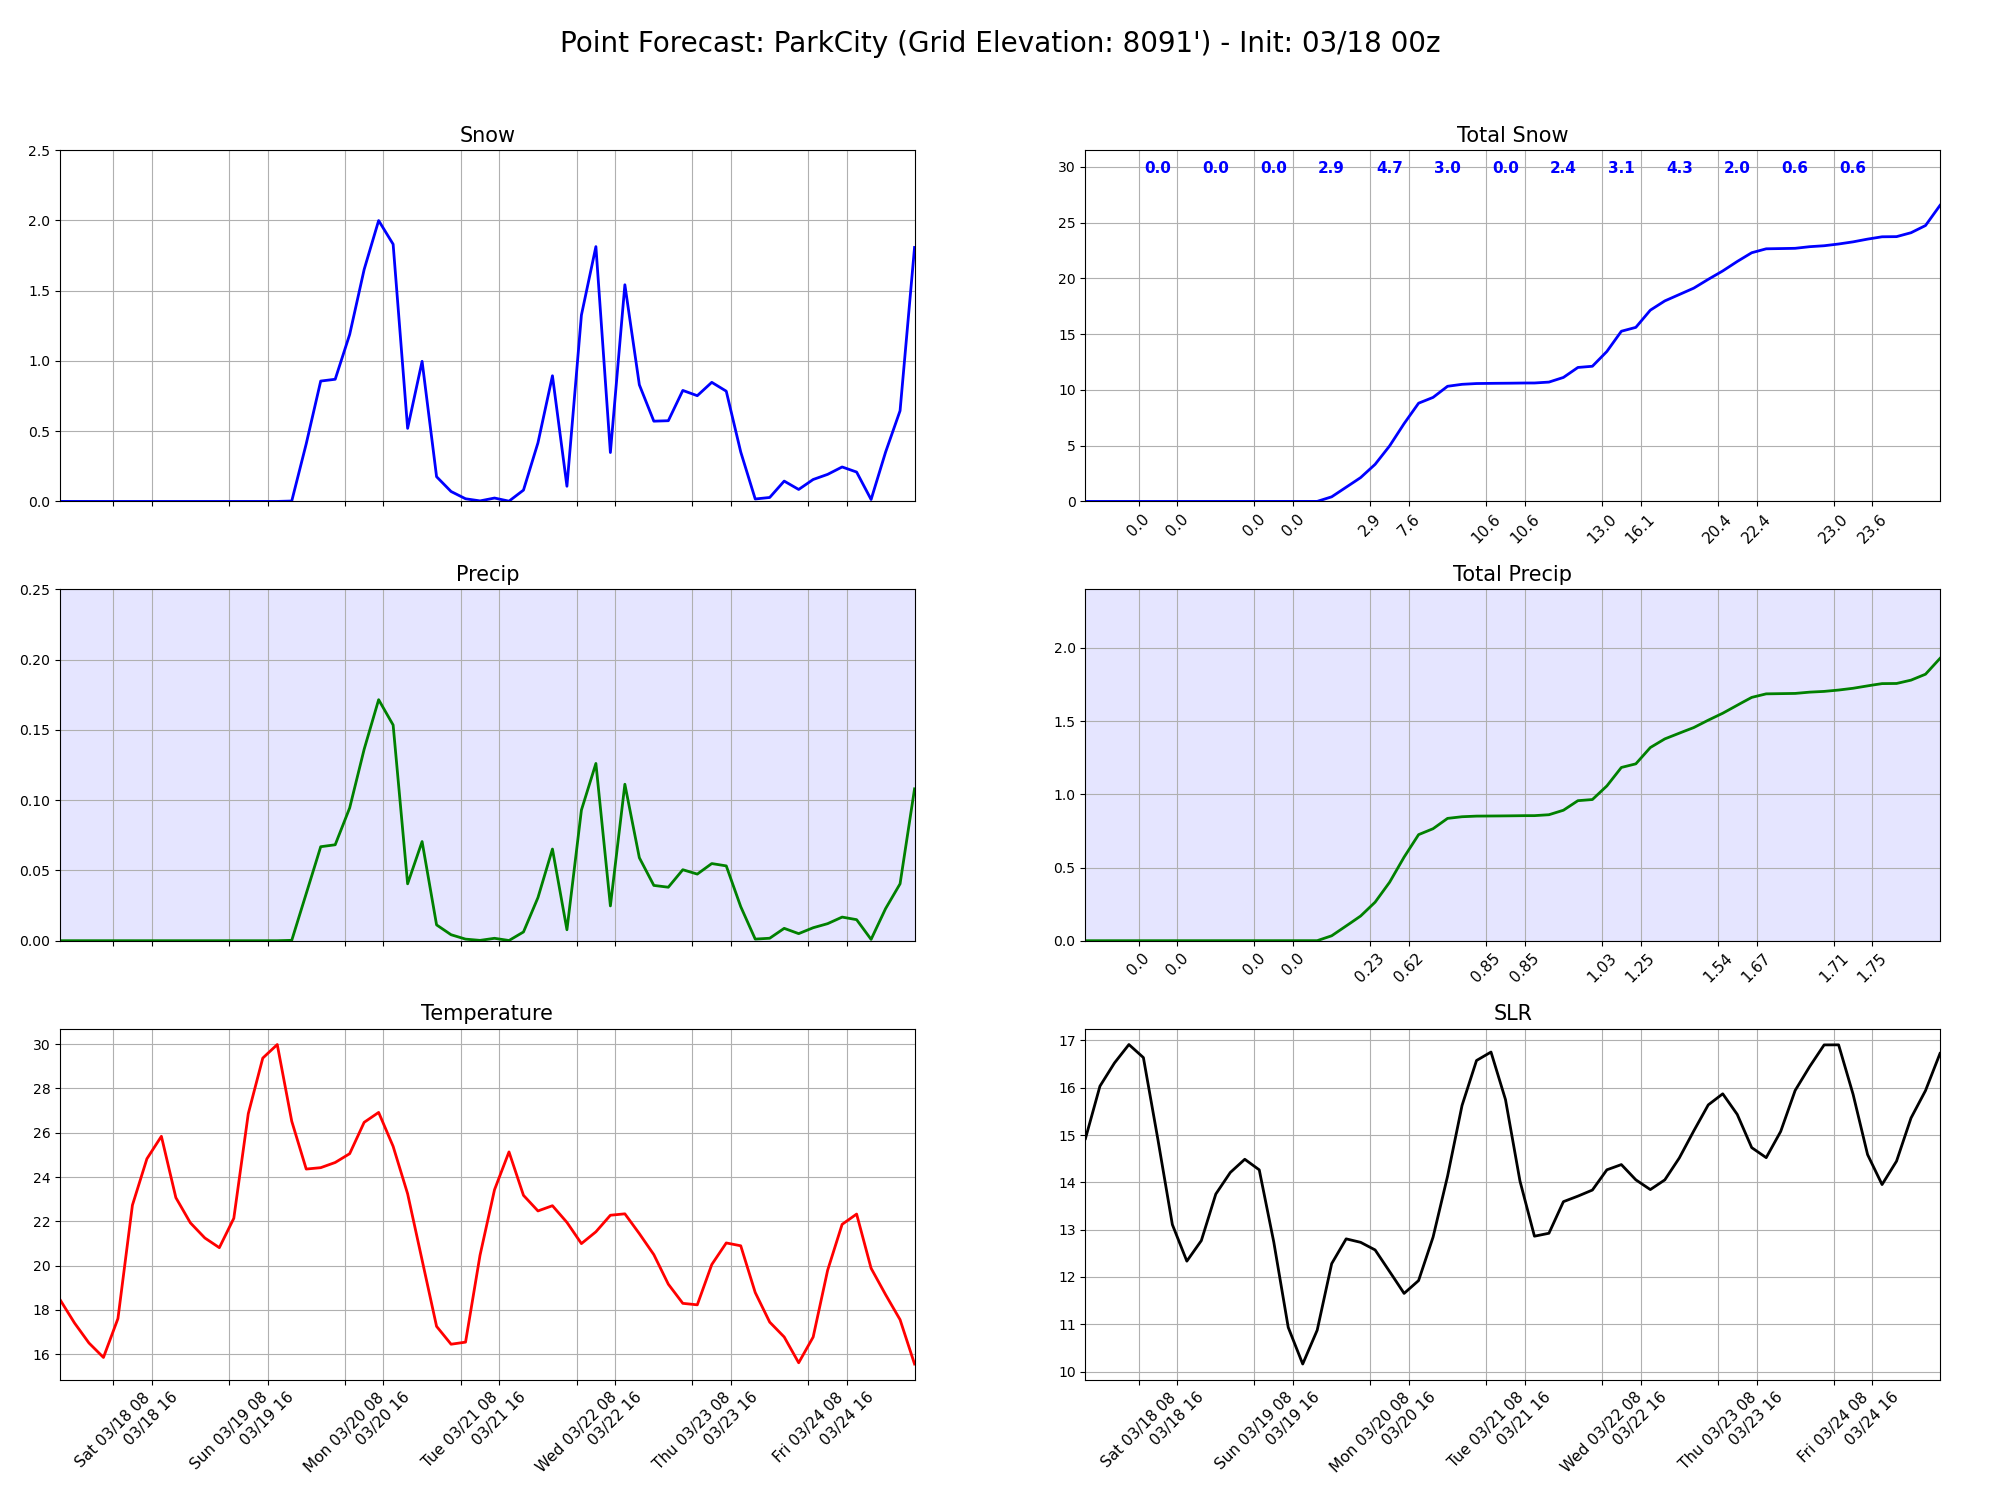 Point Forecast: ParkCity (Grid Elevation: 8091') - Init: 03/18 00z
Snow
2.5
2.0
1.5
1.0
0.5
0.0
Total Snow
30
25
20
15
10
5
0
0.0 0.0 0.0 2.9 4.7 3.0 0.0 2.4 3.1 4.3 2.0 0.6 0.6
0.0 0.0 0.0 0.0 2.9 7.6 10.6 10.6 13.0 16.1 20.4 22.4 23.0 23.6
Precip
0.25
0.20
0.15
0.10
0.05
0.00
Total Precip
2.0
1.5
1.0
0.5
0.0
0.0 0.0 0.0 0.0 0.23 0.62 0.85 0.85 1.03 1.25 1.54 1.67 1.71 1.75
Temperature
30
28
26
24
22
20
18
16
Sat 03/18 08
03/18 16
Sun 03/19 08
03/19 16
Mon 03/20 08
03/20 16
Tue 03/21 08
03/21 16
Wed 03/22 08
03/22 16
Thu 03/23 08
03/23 16
Fri 03/24 08
03/24 16
SLR
17
16
15
14
13
12
11
10
Sat 03/18 08
03/18 16
Sun 03/19 08
03/19 16
Mon 03/20 08
03/20 16
Tue 03/21 08
03/21 16
Wed 03/22 08
03/22 16
Thu 03/23 08
03/23 16
Fri 03/24 08
03/24 16